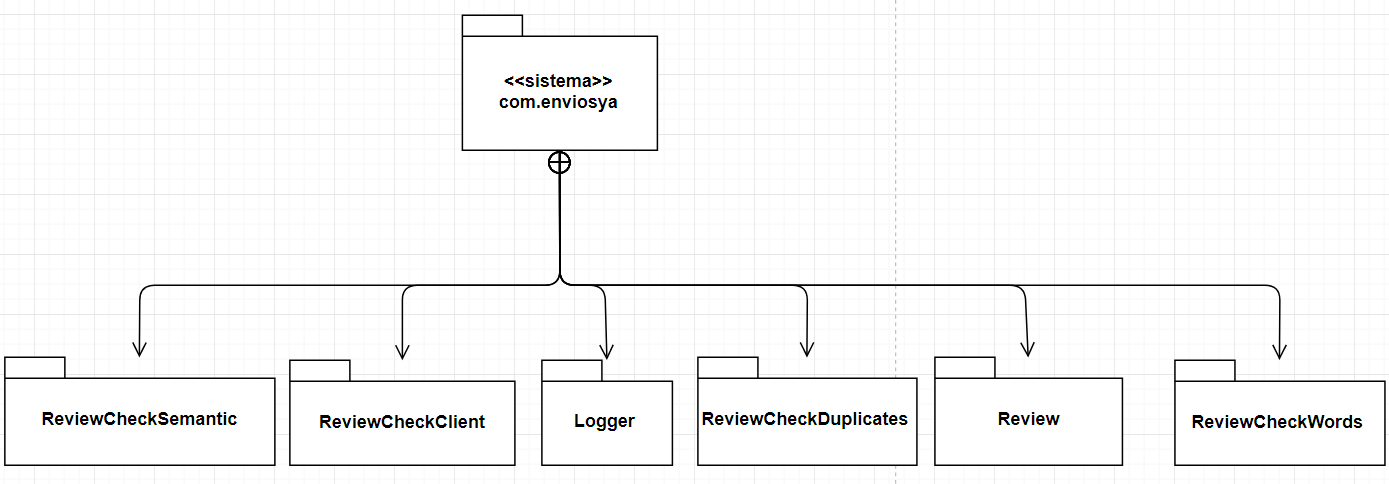 <<sistema>>
com.enviosya
ReviewCheckSemantic
ReviewCheckClient
Logger
ReviewCheckDuplicates
Review
ReviewCheckWords